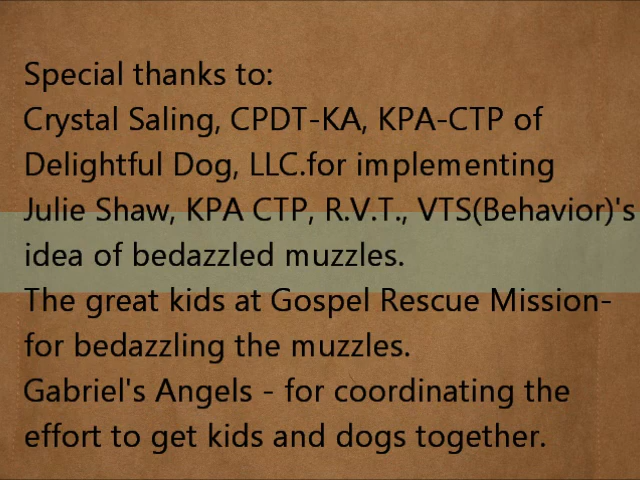 Special thanks to:
Crystal Saling, CPDT-KA, KPA-CTP of
Delightful Dog, LLC.for implementing
Julie Shaw, KPA CTP, R.V.T., VTS(Behavior)'s
idea of bedazzled muzzles.
The great kids at Gospel Rescue Mission-
for bedazzling the muzzles.
Gabriel's Angels - for coordinating the
effort to get kids and dogs together.